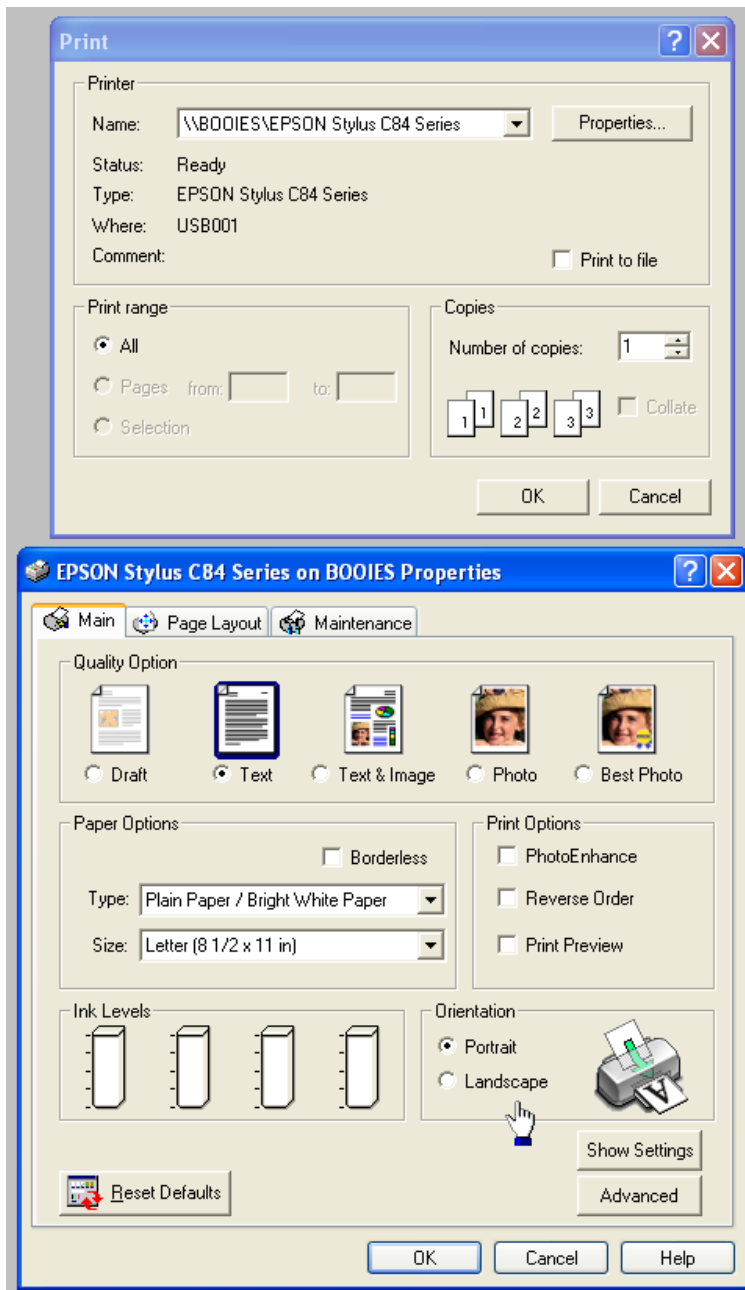 Print
Printer
Name: \\BOOIES\EPSON Stylus C84 Series Properties...
Status: Ready
Type: EPSON Stylus C84 Series
Where: USB001
Comment: Print to file
Print range
All
Pages from: to:
Selection
Copies
Number of copies: 1
1 1 2 2 3 3 Collate
OK Cancel
EPSON Stylus C84 Series on BOOIES Properties
Main Page Layout Maintenance
Quality Option
Draft Text Text & Image Photo Best Photo
Paper Options
Borderless
Type: Plain Paper / Bright White Paper
Size: Letter (8 1/2 x 11 in)
Print Options
PhotoEnhance
Reverse Order
Print Preview
Ink Levels
Orientation
Portrait
Landscape
A
Show Settings
Reset Defaults Advanced
OK Cancel Help